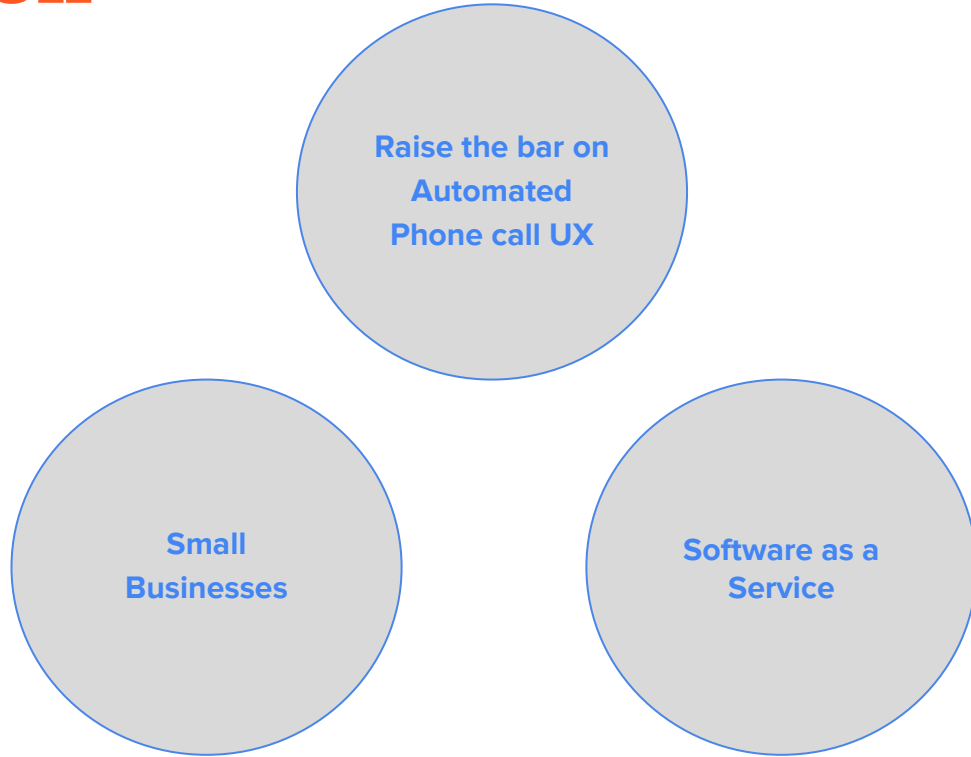 Raise the bar on
Automated
Phone call UX
Small
Businesses
Software as a
Service